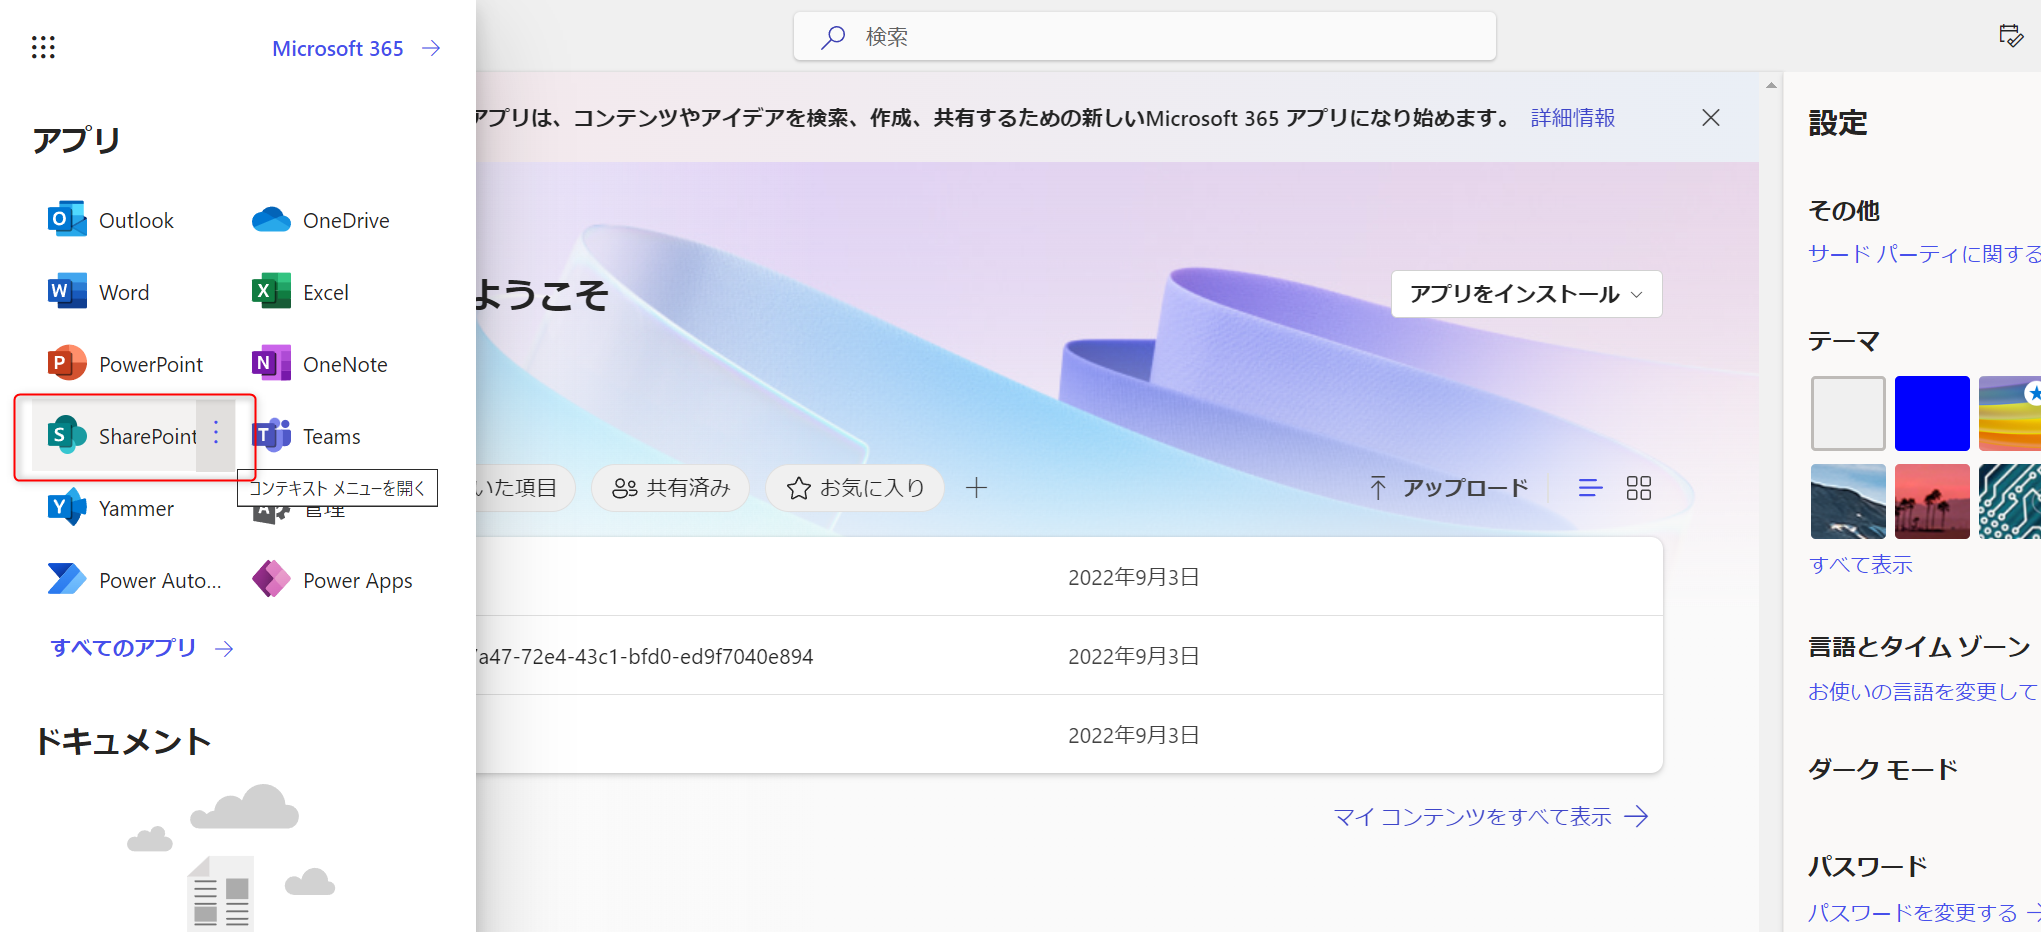 Microsoft 365
検索
アプリ
Outlook
OneDrive
Word
Excel
PowerPoint
OneNote
SharePoint
Teams
コンテキスト メニューを開く
Yammer
管理
Power Auto...
Power Apps
すべてのアプリ
ドキュメント
アプリは、コンテンツやアイデアを検索、作成、共有するための新しいMicrosoft 365 アプリになり始めます。 詳細情報
ようこそ
アプリをインストール
いた項目
共有済み
お気に入り
アップロード
2022年9月3日
7a47-72e4-43c1-bfd0-ed9f7040e894
2022年9月3日
2022年9月3日
マイ コンテンツをすべて表示
設定
その他
サード パーティに関する
テーマ
すべて表示
言語とタイム ゾーン
お使いの言語を変更して
ダーク モード
パスワード
パスワードを変更する